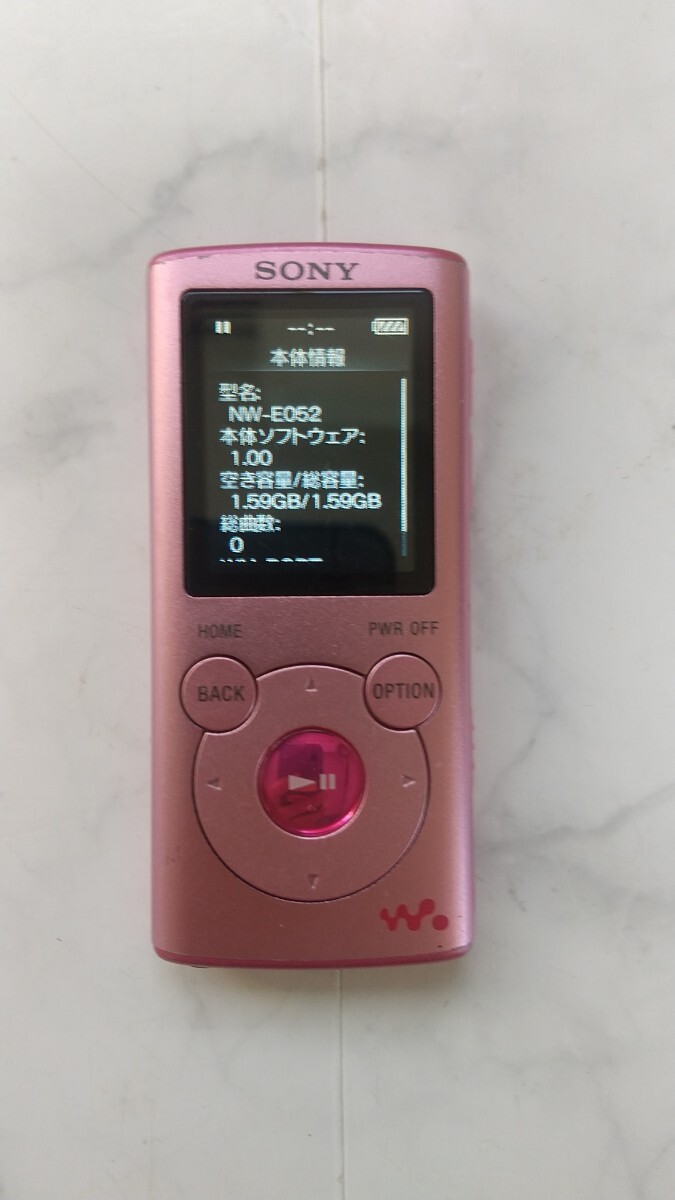 SONY
--:--
本体情報
型名:
NW-E052
本体ソフトウェア:
1.00
空き容量/総容量:
1.59GB/1.59GB
総曲数:
0
HOME PWR OFF
BACK OPTION